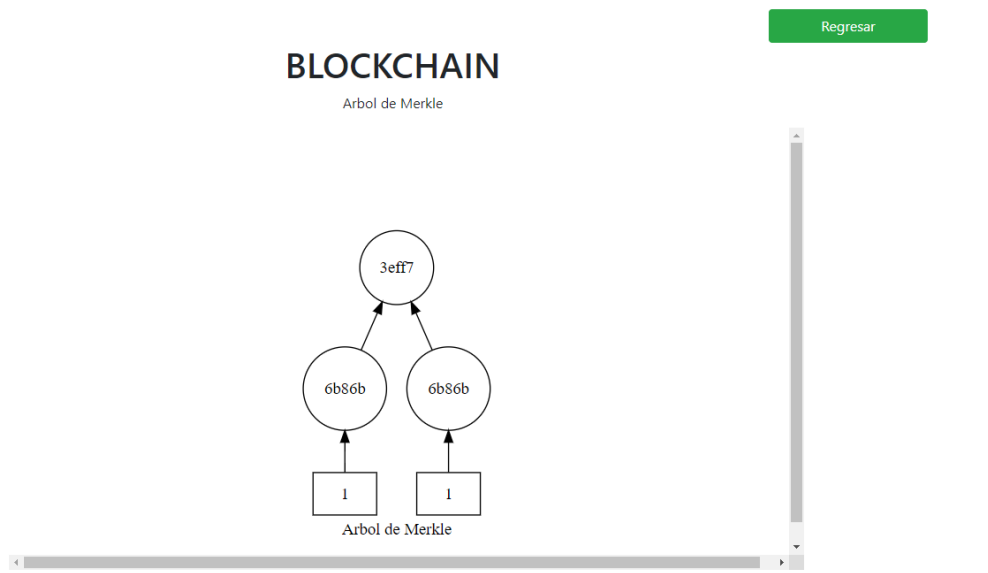 Regresar
BLOCKCHAIN
Arbol de Merkle
3eff7
6b86b 6b86b
1 1
Arbol de Merkle